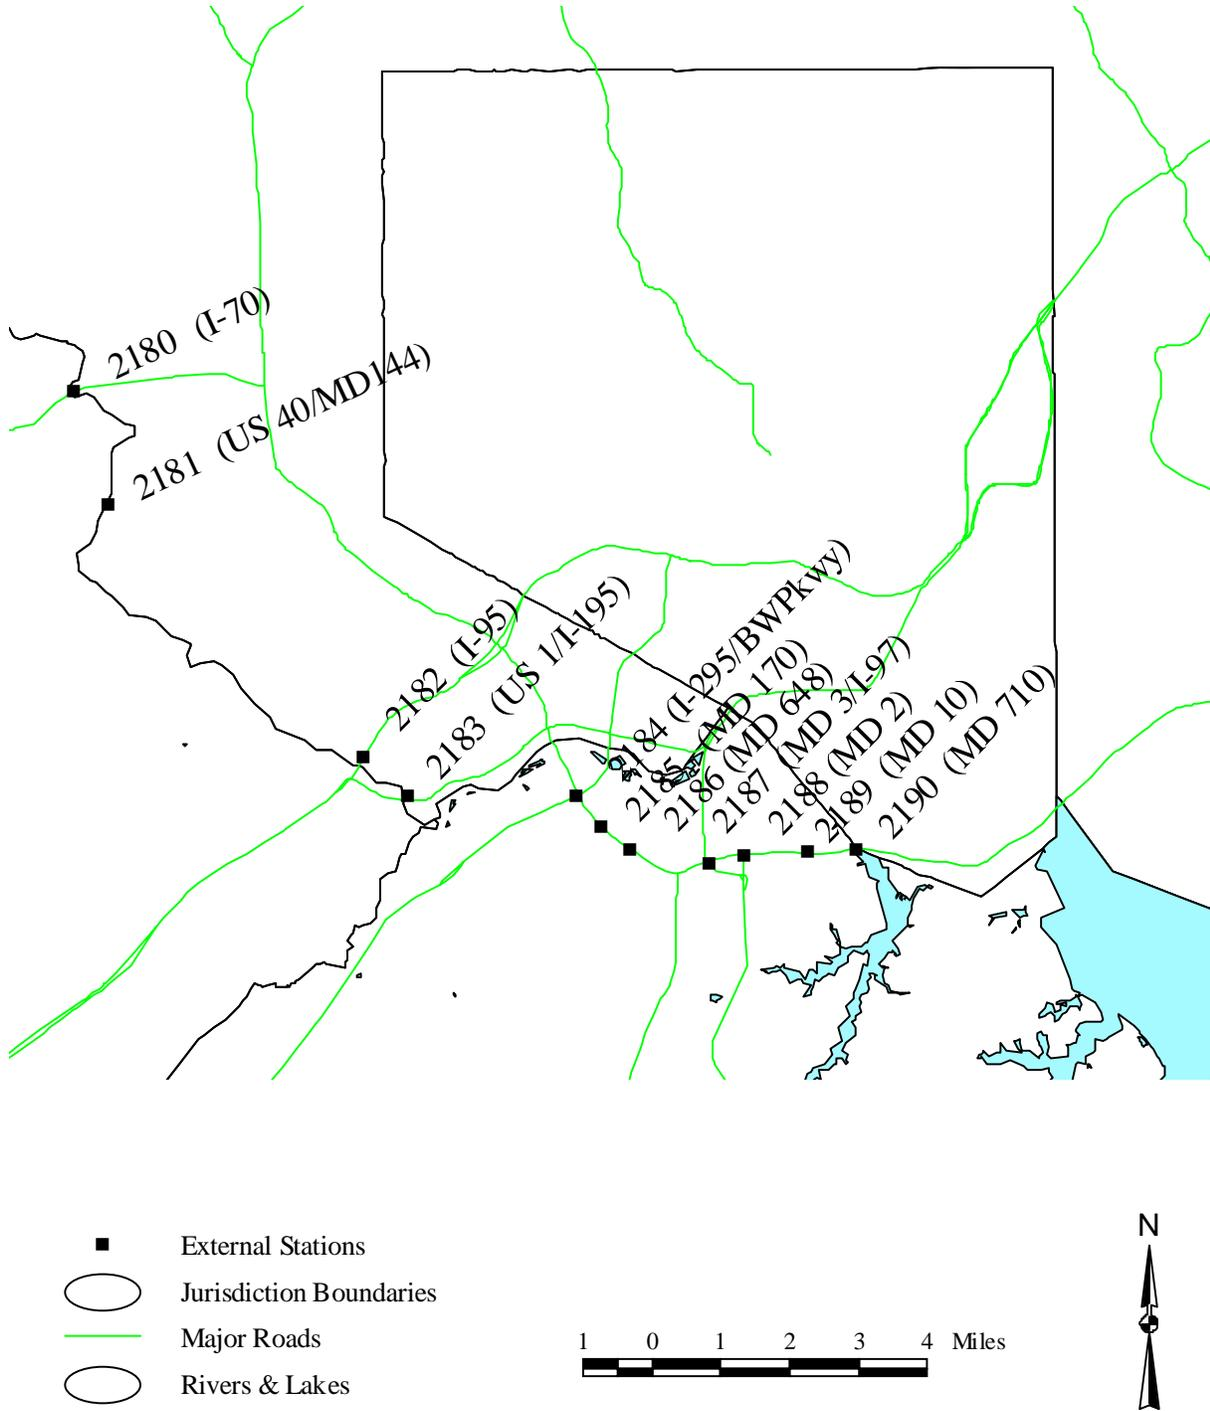 2180 (I-70)
2181 (US 40/MD144)
2182 (I-95)
2183 (US 1/I-195)
2184 (I-295/BWPkwy)
2185 (MD 170)
2186 (MD 648)
2187 (MD 3/I-97)
2188 (MD 2)
2189 (MD 10)
2190 (MD 710)
N
External Stations
Jurisdiction Boundaries
Major Roads
Rivers & Lakes
1 0 1 2 3 4 Miles